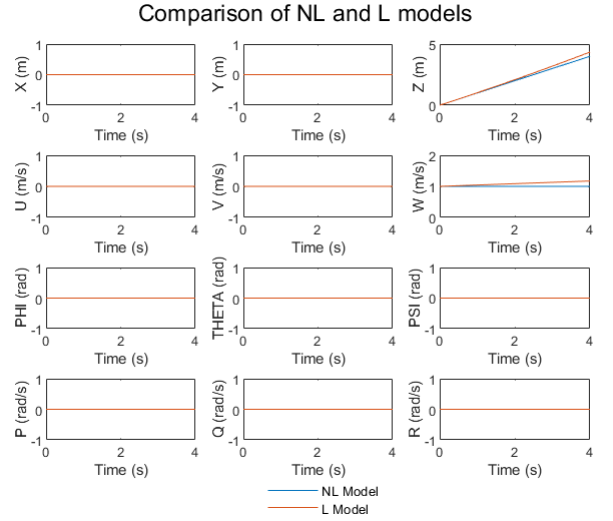 Comparison of NL and L models
1
0
-1
X (m)
0 2 4
Time (s)
1
0
-1
Y (m)
0 2 4
Time (s)
5
0
Z (m)
0 2 4
Time (s)
1
0
-1
U (m/s)
0 2 4
Time (s)
1
0
-1
V (m/s)
0 2 4
Time (s)
2
1
0
W (m/s)
0 2 4
Time (s)
1
0
-1
PHI (rad)
0 2 4
Time (s)
1
0
-1
THETA (rad)
0 2 4
Time (s)
1
0
-1
PSI (rad)
0 2 4
Time (s)
1
0
-1
P (rad/s)
0 2 4
Time (s)
1
0
-1
Q (rad/s)
0 2 4
Time (s)
1
0
-1
R (rad/s)
0 2 4
Time (s)
NL Model
L Model